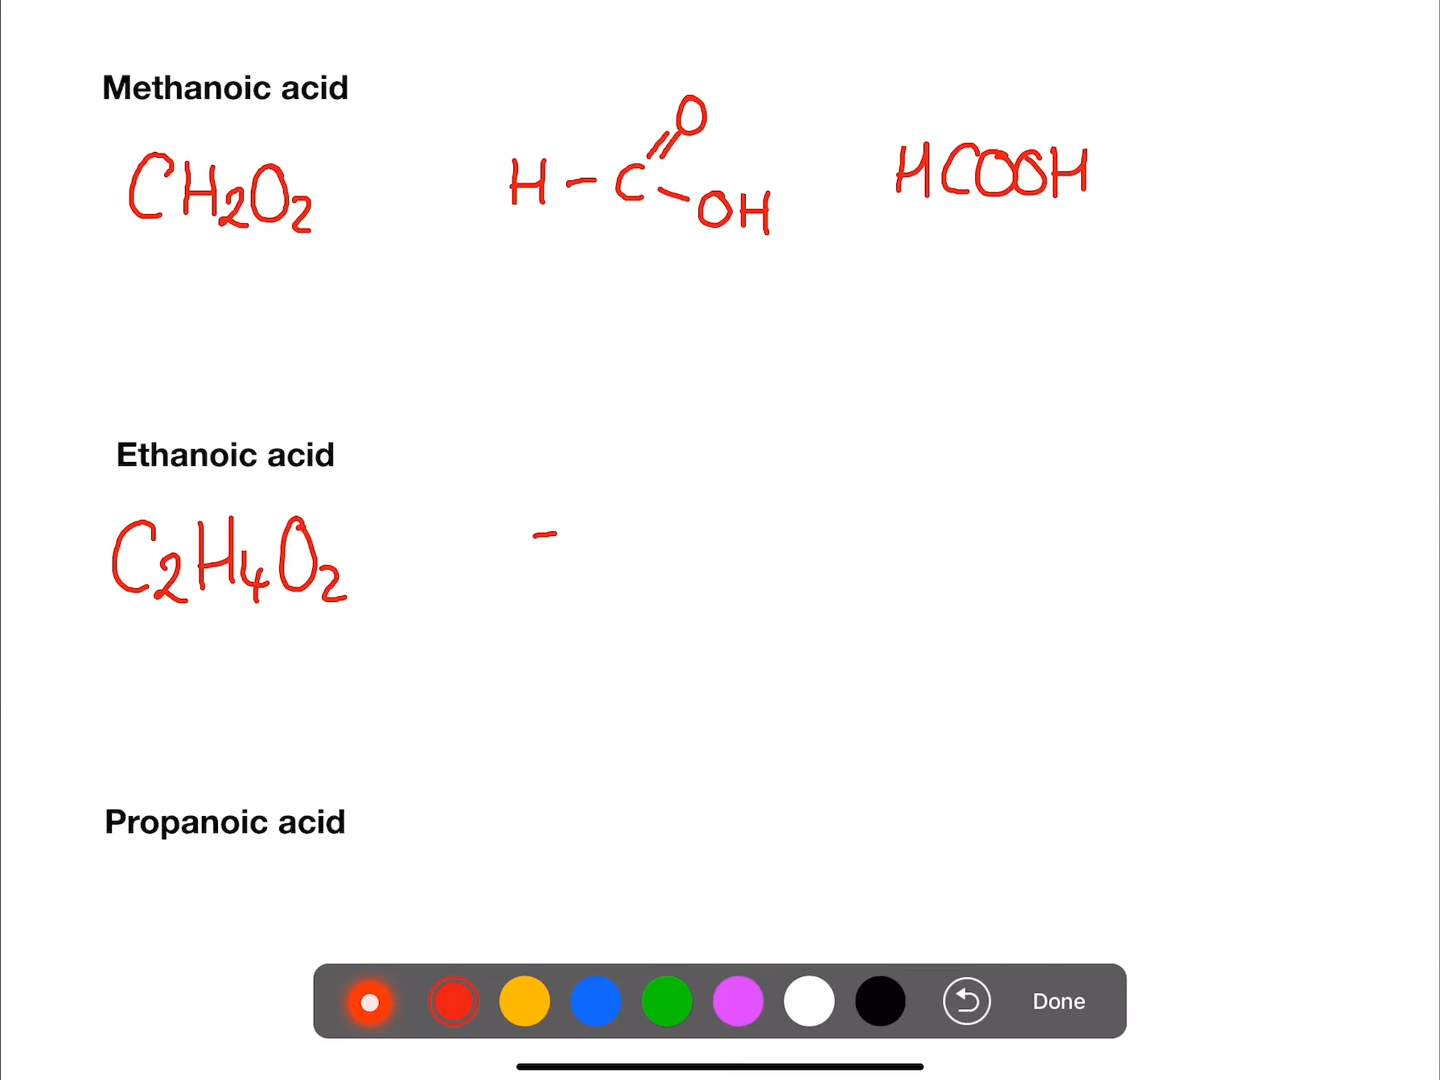 Methanoic acid
CH₂O₂ H-C=O-OH HCOOH
Ethanoic acid
C₂H₄O₂ -
Propanoic acid
Done